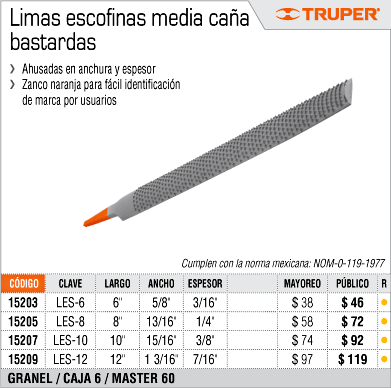 Limas escofinas media caña
bastardas
TRUPER®
❯ Ahusadas en anchura y espesor
❯ Zanco naranja para fácil identificación
de marca por usuarios
Cumplen con la norma mexicana: NOM-0-119-1977
CÓDIGO CLAVE LARGO ANCHO ESPESOR MAYOREO PÚBLICO R
15203 LES-6 6" 5/8" 3/16" $ 38 $ 46 ●
15205 LES-8 8" 13/16" 1/4" $ 58 $ 72 ●
15207 LES-10 10" 15/16" 3/8" $ 74 $ 92 ●
15209 LES-12 12" 1 3/16" 7/16" $ 97 $ 119 ●
GRANEL / CAJA 6 / MASTER 60